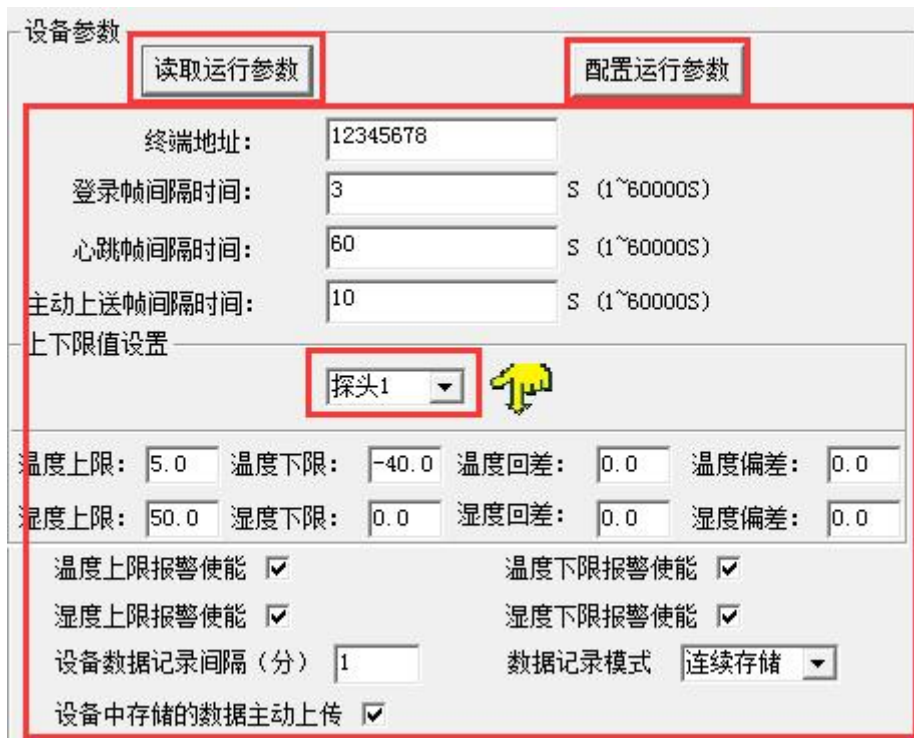 设备参数
读取运行参数 配置运行参数
终端地址: 12345678
登录帧间隔时间: 3 S (1~60000S)
心跳帧间隔时间: 60 S (1~60000S)
主动上送帧间隔时间: 10 S (1~60000S)
上下限值设置
探头1
温度上限: 5.0 温度下限: -40.0 温度回差: 0.0 温度偏差: 0.0
湿度上限: 50.0 湿度下限: 0.0 湿度回差: 0.0 湿度偏差: 0.0
温度上限报警使能 温度下限报警使能
湿度上限报警使能 湿度下限报警使能
设备数据记录间隔(分) 1 数据记录模式 连续存储
设备中存储的数据主动上传